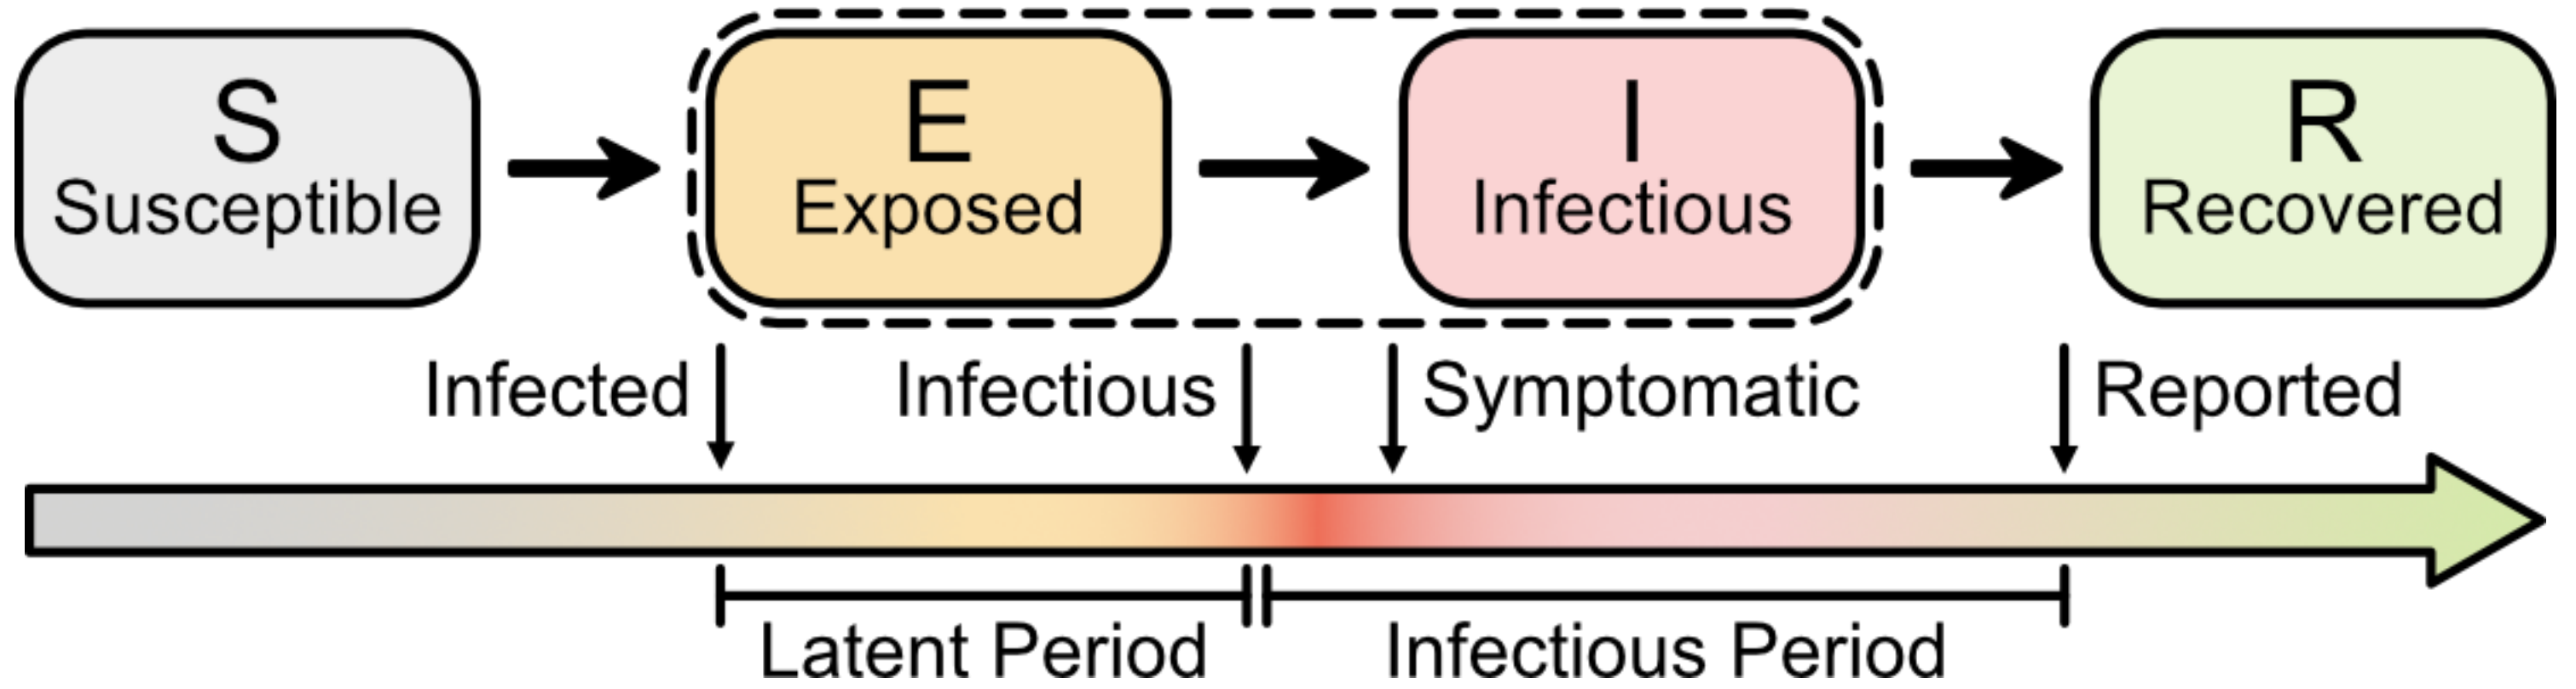 S
Susceptible
E
Exposed
I
Infectious
R
Recovered
Infected
Infectious
Symptomatic
Reported
Latent Period
Infectious Period